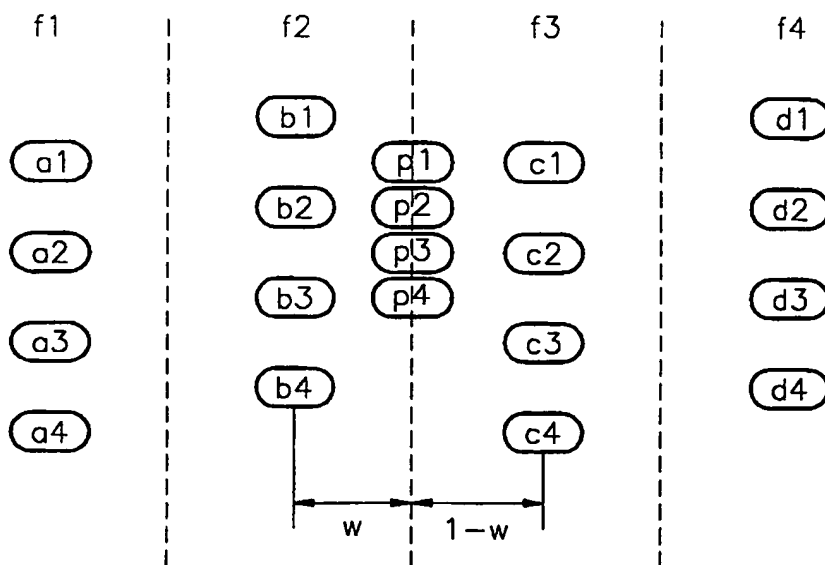 f1 f2 f3 f4
b1 d1
a1 p1 c1
b2 p2 d2
a2 p3 c2
b3 p4 d3
a3 c3
b4 d4
a4 c4
w 1-w